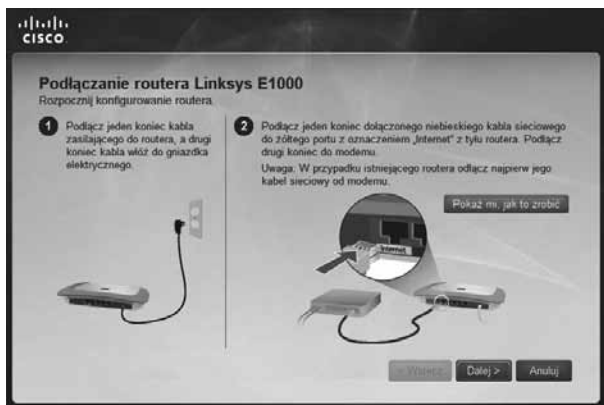 CISCO
Podłączanie routera Linksys E1000
Rozpocznij konfigurowanie routera.
1
Podłącz jeden koniec kabla
zasilającego do routera, a drugi
koniec kabla włóż do gniazdka
elektrycznego.
2
Podłącz jeden koniec dołączonego niebieskiego kabla sieciowego
do żółtego portu z oznaczeniem „Internet” z tyłu routera. Podłącz
drugi koniec do modemu.
Uwaga: W przypadku istniejącego routera odłącz najpierw jego
kabel sieciowy od modemu.
Pokaż mi, jak to zrobić
Internet
< Wstecz
Dalej >
Anuluj